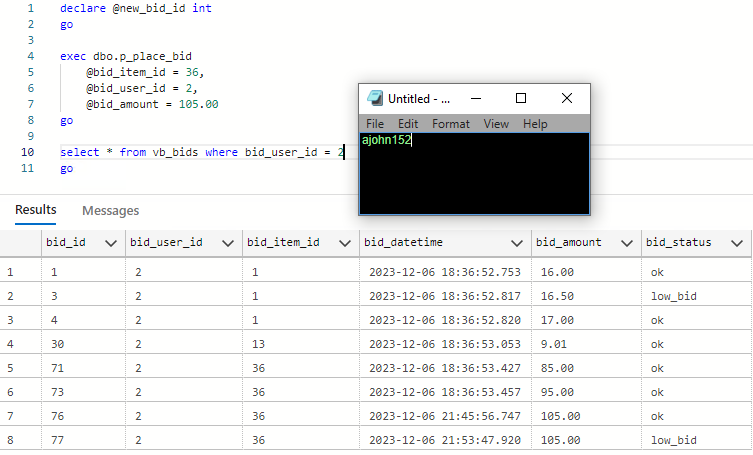 1 declare @new_bid_id int
2 go
3
4 exec dbo.p_place_bid
5 @bid_item_id = 36,
6 @bid_user_id = 2,
7 @bid_amount = 105.00
8 go
9
10 select * from vb_bids where bid_user_id = 2
11 go
Untitled - ...
File Edit Format View Help
ajohn152
Results Messages
bid_id bid_user_id bid_item_id bid_datetime bid_amount bid_status
1 1 2 1 2023-12-06 18:36:52.753 16.00 ok
2 3 2 1 2023-12-06 18:36:52.817 16.50 low_bid
3 4 2 1 2023-12-06 18:36:52.820 17.00 ok
4 30 2 13 2023-12-06 18:36:53.053 9.01 ok
5 71 2 36 2023-12-06 18:36:53.427 85.00 ok
6 73 2 36 2023-12-06 18:36:53.457 95.00 ok
7 76 2 36 2023-12-06 21:45:56.747 105.00 ok
8 77 2 36 2023-12-06 21:53:47.920 105.00 low_bid